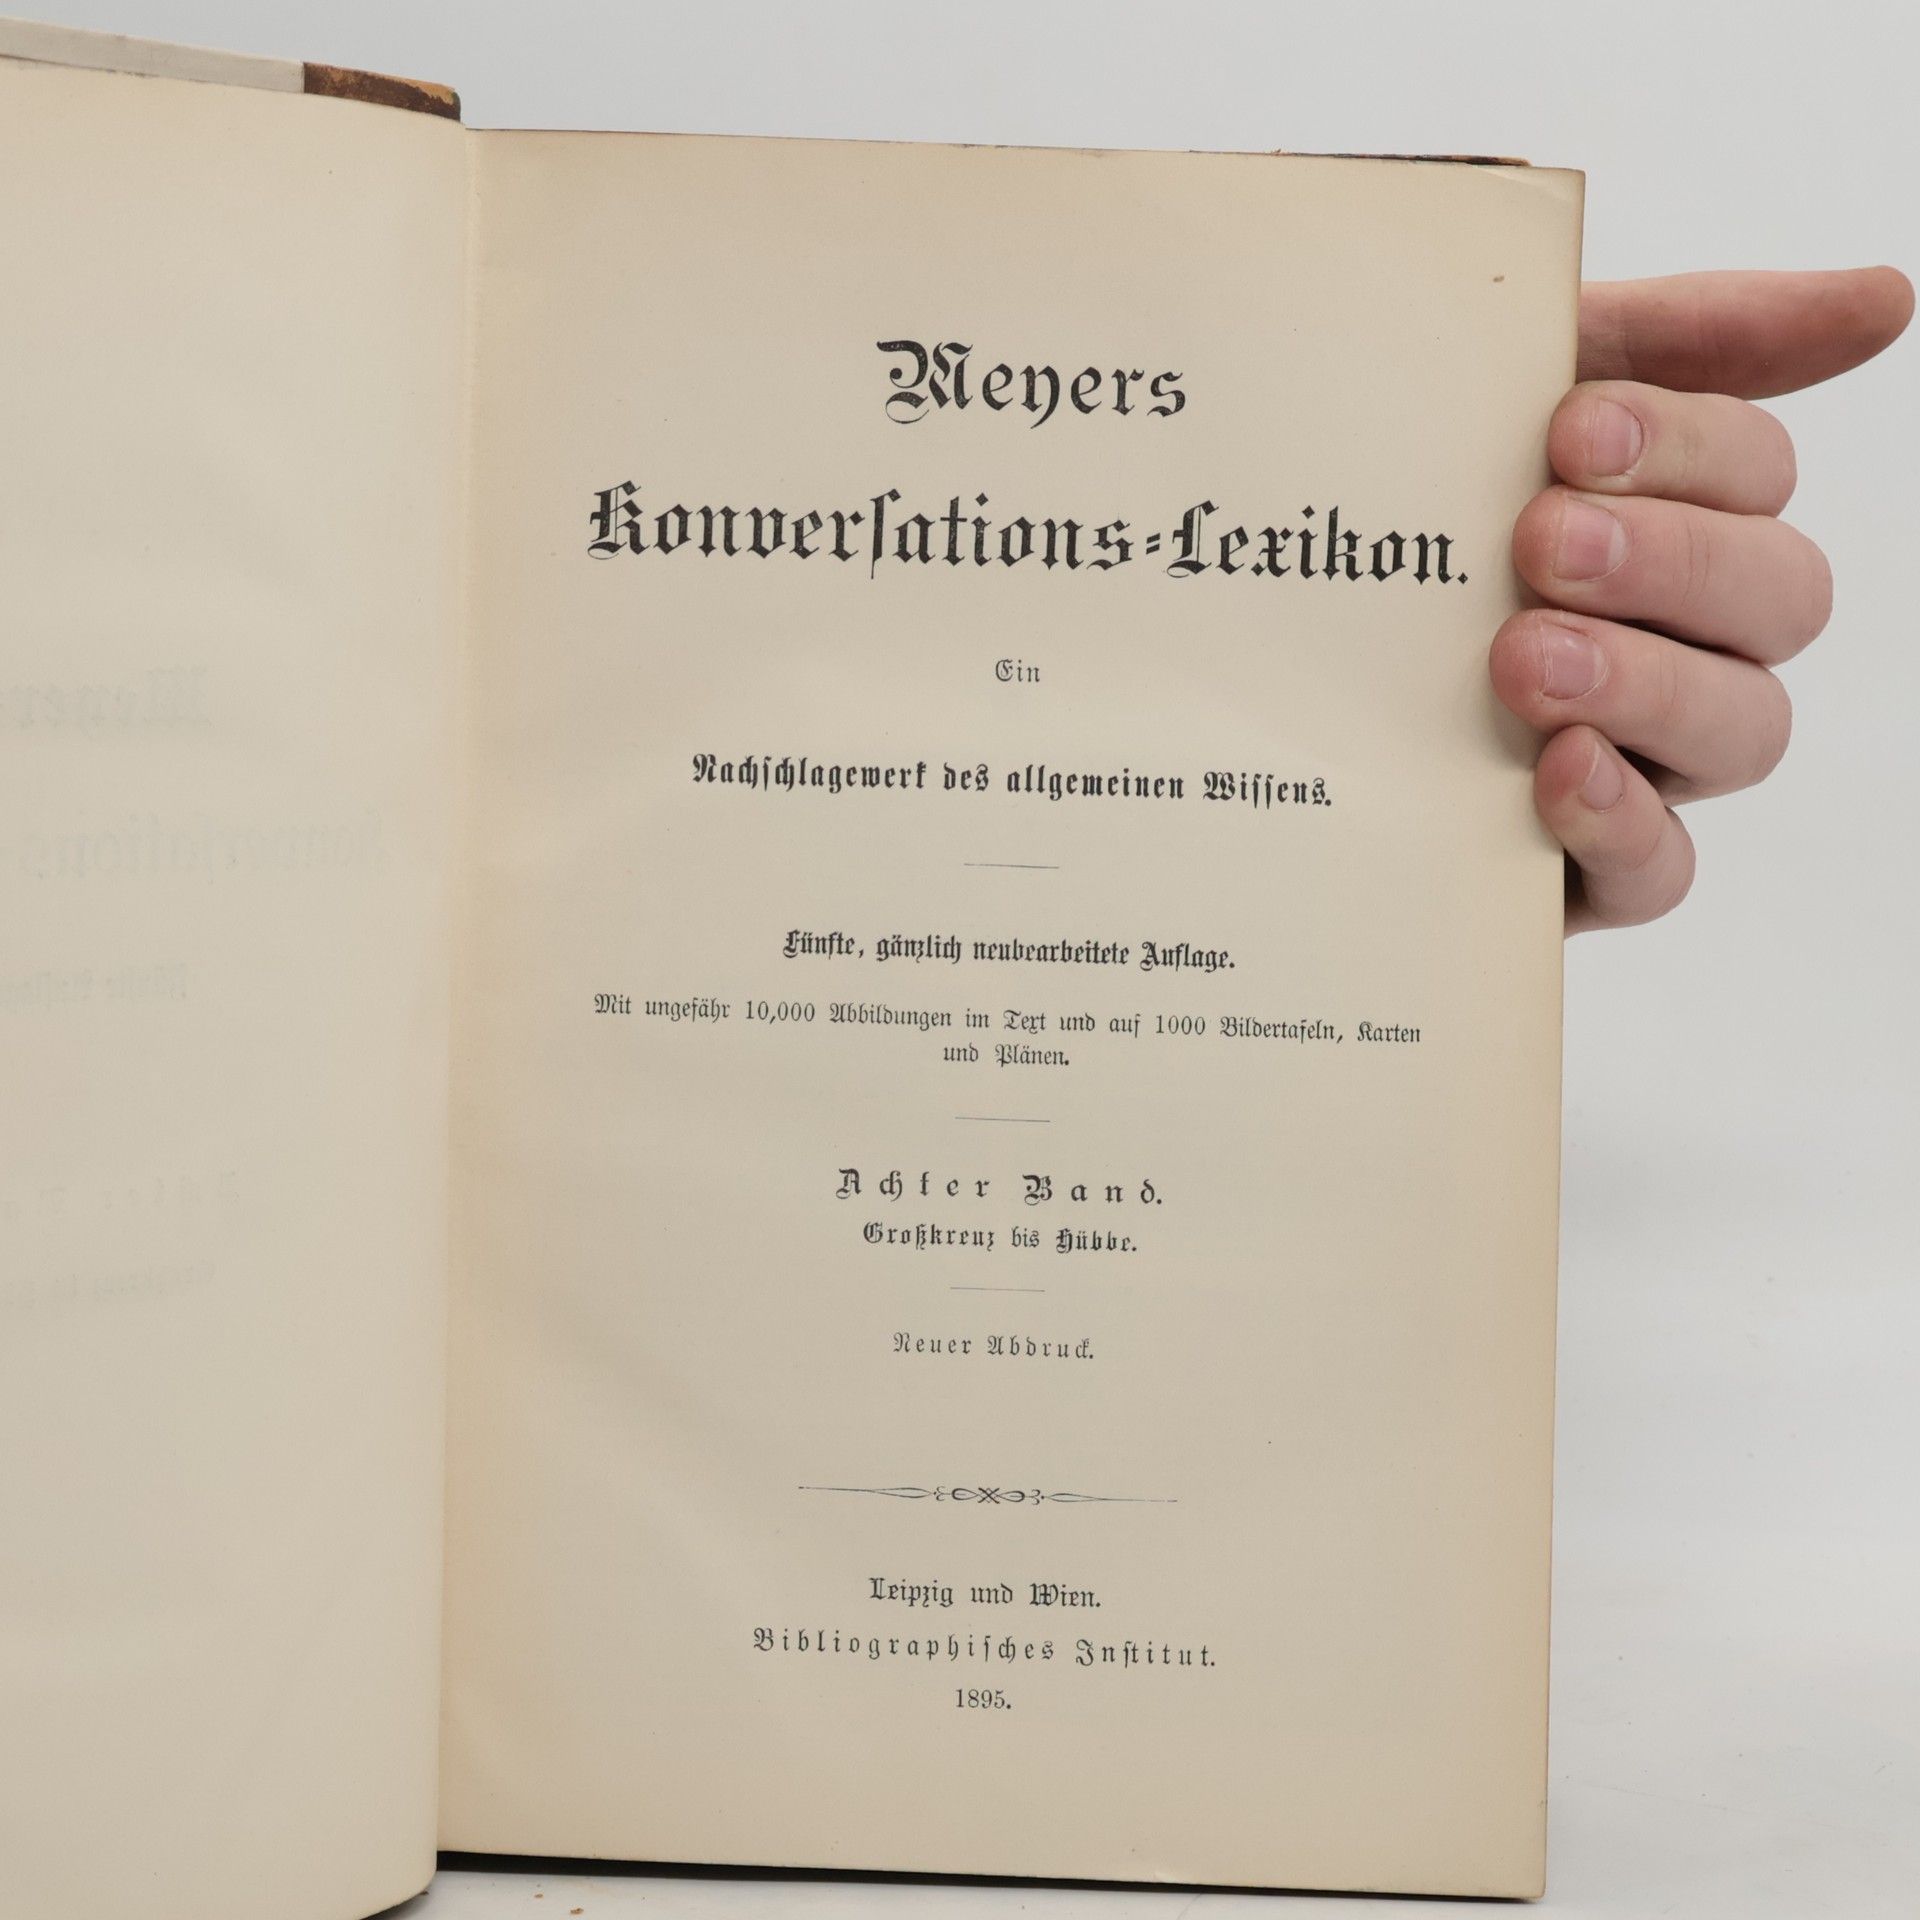 Meyers
Konverſations-Lexikon.
Ein
Nachſchlagewerk des allgemeinen Wiſſens.
Fünfte, gänzlich neubearbeitete Auflage.
Mit ungefähr 10,000 Abbildungen im Text und auf 1000 Bildertafeln, Karten
und Plänen.
Achter Band.
Großkreuz bis Hübbe.
Neuer Abdruck.
Leipzig und Wien.
Bibliographiſches Inſtitut.
1895.